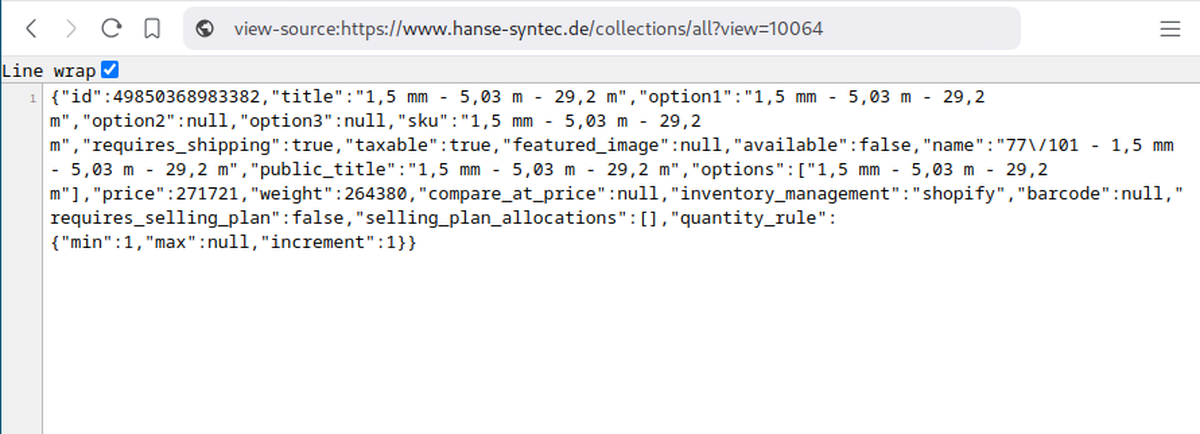 view-source:https://www.hanse-syntec.de/collections/all?view=10064
Line wrap
1
{"id":49850368983382,"title":"1,5 mm - 5,03 m - 29,2 m","option1":"1,5 mm - 5,03 m - 29,2
m","option2":null,"option3":null,"sku":"1,5 mm - 5,03 m - 29,2
m","requires_shipping":true,"taxable":true,"featured_image":null,"available":false,"name":"77\/101 - 1,5 mm
- 5,03 m - 29,2 m","public_title":"1,5 mm - 5,03 m - 29,2 m","options":["1,5 mm - 5,03 m - 29,2
m"],"price":271721,"weight":264380,"compare_at_price":null,"inventory_management":"shopify","barcode":null,"
requires_selling_plan":false,"selling_plan_allocations":[],"quantity_rule":
{"min":1,"max":null,"increment":1}}